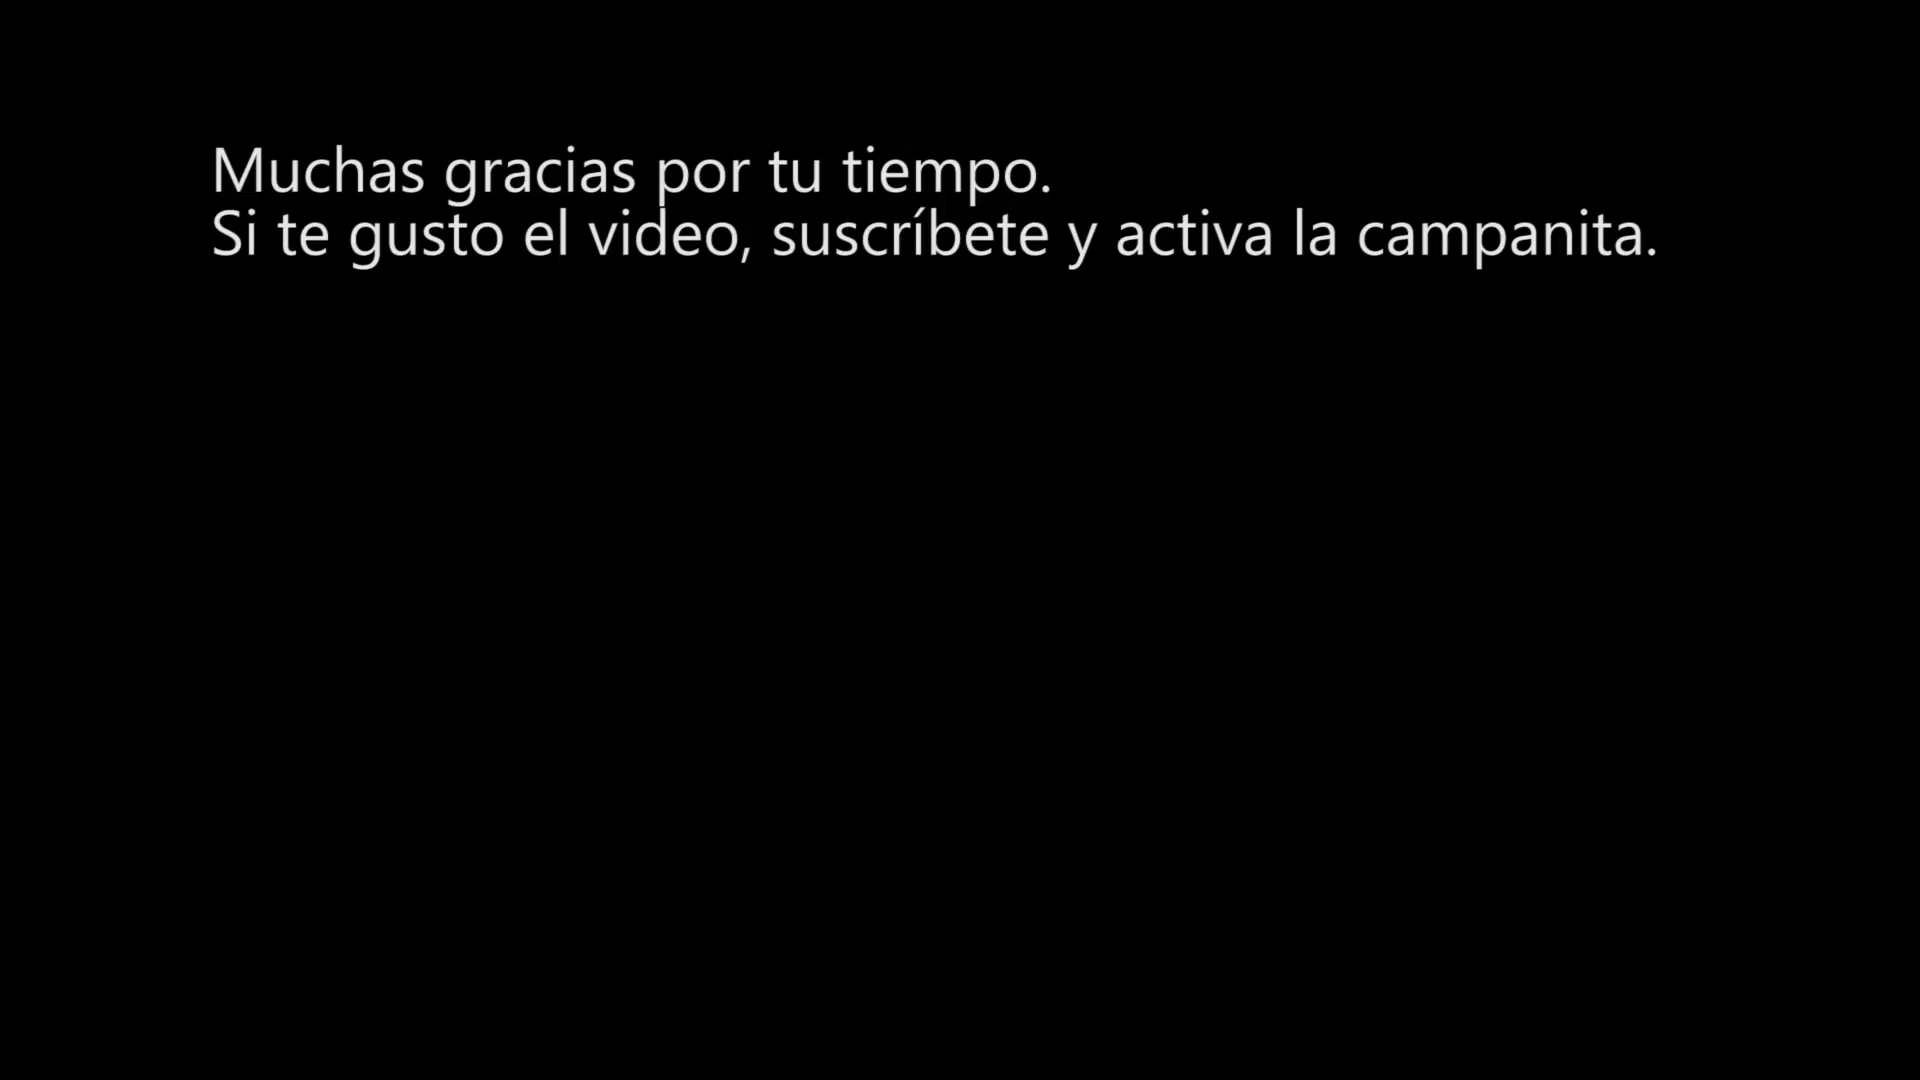 Muchas gracias por tu tiempo.
Si te gusto el video, suscríbete y activa la campanita.